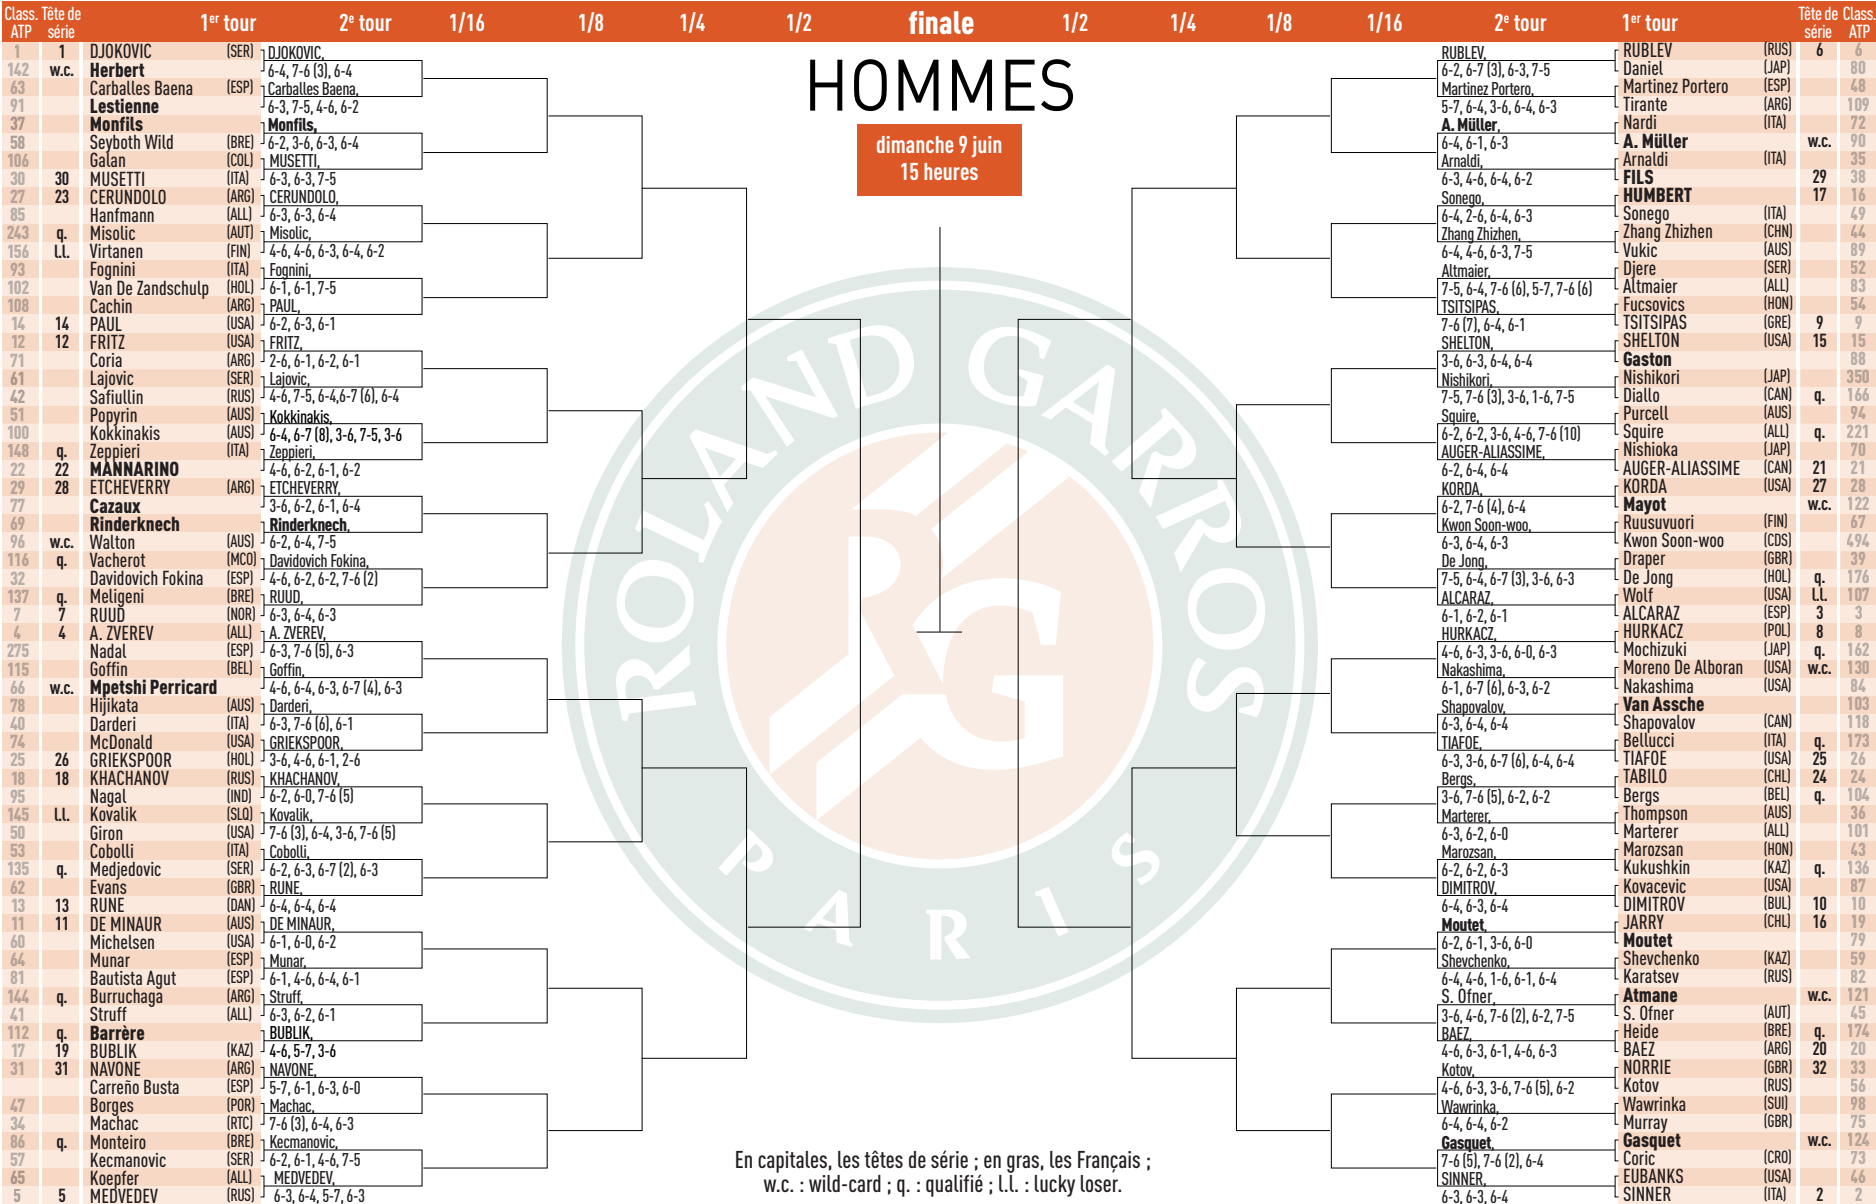 Class. ATP Tête de série 1er tour 2e tour 1/16 1/8 1/4 1/2 finale 1/2 1/4 1/8 1/16 2e tour 1er tour Tête de série Class. ATP
HOMMES
dimanche 9 juin
15 heures
1 1 DJOKOVIC (SER)
142 w.c. Herbert
63 Carballes Baena (ESP)
91 Lestienne
37 Monfils
58 Seyboth Wild (BRE)
106 Galan (COL)
30 30 MUSETTI (ITA)
27 23 CERUNDOLO (ARG)
85 Hanfmann (ALL)
243 q. Misolic (AUT)
156 l.l. Virtanen (FIN)
93 Fognini (ITA)
102 Van De Zandschulp (HOL)
108 Cachin (ARG)
14 14 PAUL (USA)
12 12 FRITZ (USA)
71 Coria (ARG)
61 Lajovic (SER)
42 Safiullin (RUS)
51 Popyrin (AUS)
100 Kokkinakis (AUS)
148 q. Zeppieri (ITA)
22 22 MANNARINO
29 28 ETCHEVERRY (ARG)
77 Cazaux
69 Rinderknech
96 w.c. Walton (AUS)
116 q. Vacherot (MCO)
32 Davidovich Fokina (ESP)
137 q. Meligeni (BRE)
7 7 RUUD (NOR)
4 4 A. ZVEREV (ALL)
275 Nadal (ESP)
115 Goffin (BEL)
66 w.c. Mpetshi Perricard
78 Hijikata (AUS)
40 Darderi (ITA)
74 McDonald (USA)
25 26 GRIEKSPOOR (HOL)
18 18 KHACHANOV (RUS)
95 Nagal (IND)
145 l.l. Kovalik (SLQ)
50 Giron (USA)
53 Cobolli (ITA)
135 q. Medjedovic (SER)
62 Evans (GBR)
13 13 RUNE (DAN)
11 11 DE MINAUR (AUS)
60 Michelsen (USA)
64 Munar (ESP)
81 Bautista Agut (ESP)
144 q. Burruchaga (ARG)
41 Struff (ALL)
112 q. Barrère
17 19 BUBLIK (KAZ)
31 31 NAVONE (ARG)
Carreño Busta (ESP)
47 Borges (POR)
34 Machac (RTC)
86 q. Monteiro (BRE)
57 Kecmanovic (SER)
65 Koepfer (ALL)
5 5 MEDVEDEV (RUS)
DJOKOVIC,
6-4, 7-6 (3), 6-4
Carballes Baena,
6-3, 7-5, 4-6, 6-2
Monfils,
6-2, 3-6, 6-3, 6-4
MUSETTI,
6-3, 6-3, 7-5
CERUNDOLO,
6-3, 6-3, 6-4
Misolic,
4-6, 4-6, 6-3, 6-4, 6-2
Fognini,
6-1, 6-1, 7-5
PAUL,
6-2, 6-3, 6-1
FRITZ,
2-6, 6-1, 6-2, 6-1
Lajovic,
4-6, 7-5, 6-4,6-7 (6), 6-4
Kokkinakis,
6-4, 6-7 (8), 3-6, 7-5, 3-6
Zeppieri,
4-6, 6-2, 6-1, 6-2
ETCHEVERRY,
3-6, 6-2, 6-1, 6-4
Rinderknech,
6-2, 6-4, 7-5
Davidovich Fokina,
4-6, 6-2, 6-2, 7-6 (2)
RUUD,
6-3, 6-4, 6-3
A. ZVEREV,
6-3, 7-6 (5), 6-3
Goffin,
4-6, 6-4, 6-3, 6-7 (4), 6-3
Darderi,
6-3, 7-6 (6), 6-1
GRIEKSPOOR,
3-6, 4-6, 6-1, 2-6
KHACHANOV,
6-2, 6-0, 7-6 (5)
Kovalik,
7-6 (3), 6-4, 3-6, 7-6 (5)
Cobolli,
6-2, 6-3, 6-7 (2), 6-3
RUNE,
6-4, 6-4, 6-4
DE MINAUR,
6-1, 6-0, 6-2
Munar,
6-1, 4-6, 6-4, 6-1
Struff,
6-3, 6-2, 6-1
BUBLIK,
4-6, 5-7, 3-6
NAVONE,
5-7, 6-1, 6-3, 6-0
Machac,
7-6 (3), 6-4, 6-3
Kecmanovic,
6-2, 6-1, 4-6, 7-5
MEDVEDEV,
6-3, 6-4, 5-7, 6-3
ROLAND GARROS
RG
PARIS
RUBLEV,
6-2, 6-7 (3), 6-3, 7-5
Martinez Portero,
5-7, 6-4, 3-6, 6-4, 6-3
A. Müller,
6-4, 6-1, 6-3
Arnaldi,
6-3, 4-6, 6-4, 6-2
Sonego,
6-4, 2-6, 6-4, 6-3
Zhang Zhizhen,
6-4, 4-6, 6-3, 7-5
Altmaier,
7-5, 6-4, 7-6 (6), 5-7, 7-6 (6)
TSITSIPAS,
7-6 (7), 6-4, 6-1
SHELTON,
3-6, 6-3, 6-4, 6-4
Nishikori,
7-5, 7-6 (3), 3-6, 1-6, 7-5
Squire,
6-2, 6-2, 3-6, 4-6, 7-6 (10)
AUGER-ALIASSIME,
6-2, 6-4, 6-4
KORDA,
6-2, 7-6 (4), 6-4
Kwon Soon-woo,
6-3, 6-4, 6-3
De Jong,
7-5, 6-4, 6-7 (3), 3-6, 6-3
ALCARAZ,
6-1, 6-2, 6-1
HURKACZ,
4-6, 6-3, 3-6, 6-0, 6-3
Nakashima,
6-1, 6-7 (6), 6-3, 6-2
Shapovalov,
6-3, 6-4, 6-4
TIAFOE,
6-3, 3-6, 6-7 (6), 6-4, 6-4
Bergs,
3-6, 7-6 (5), 6-2, 6-2
Marterer,
6-3, 6-2, 6-0
Marozsan,
6-2, 6-2, 6-3
DIMITROV,
6-4, 6-3, 6-4
Moutet,
6-2, 6-1, 3-6, 6-0
Shevchenko,
6-4, 4-6, 1-6, 6-1, 6-4
S. Ofner,
3-6, 4-6, 7-6 (2), 6-2, 7-5
BAEZ,
4-6, 6-3, 6-1, 4-6, 6-3
Kotov,
4-6, 6-3, 3-6, 7-6 (5), 6-2
Wawrinka,
6-4, 6-4, 6-2
Gasquet,
7-6 (5), 7-6 (2), 6-4
SINNER,
6-3, 6-3, 6-4
RUBLEV (RUS) 6 6
Daniel (JAP) 80
Martinez Portero (ESP) 48
Tirante (ARG) 109
Nardi (ITA) 72
A. Müller w.c. 90
Arnaldi (ITA) 35
FILS 29 38
HUMBERT 17 16
Sonego (ITA) 49
Zhang Zhizhen (CHN) 44
Vukic (AUS) 89
Djere (SER) 52
Altmaier (ALL) 83
Fucsovics (HON) 54
TSITSIPAS (GRE) 9 9
SHELTON (USA) 15 15
Gaston 88
Nishikori (JAP) 350
Diallo (CAN) q. 166
Purcell (AUS) 94
Squire (ALL) q. 221
Nishioka (JAP) 70
AUGER-ALIASSIME (CAN) 21 21
KORDA (USA) 27 28
Mayot w.c. 122
Ruusuvuori (FIN) 67
Kwon Soon-woo (CDS) 494
Draper (GBR) 39
De Jong (HOL) q. 176
Wolf (USA) l.l. 107
ALCARAZ (ESP) 3 3
HURKACZ (POL) 8 8
Mochizuki (JAP) q. 162
Moreno De Alboran (USA) w.c. 130
Nakashima (USA) 84
Van Assche 103
Shapovalov (CAN) 118
Bellucci (ITA) q. 173
TIAFOE (USA) 25 26
TABILO (CHL) 24 24
Bergs (BEL) q. 104
Thompson (AUS) 36
Marterer (ALL) 101
Marozsan (HON) 43
Kukushkin (KAZ) q. 136
Kovacevic (USA) 87
DIMITROV (BUL) 10 10
JARRY (CHL) 16 19
Moutet 79
Shevchenko (KAZ) 59
Karatsev (RUS) 82
Atmane w.c. 121
S. Ofner (AUT) 45
Heide (BRE) q. 174
BAEZ (ARG) 20 20
NORRIE (GBR) 32 33
Kotov (RUS) 56
Wawrinka (SUI) 98
Murray (GBR) 75
Gasquet w.c. 124
Coric (CRO) 73
EUBANKS (USA) 46
SINNER (ITA) 2 2
En capitales, les têtes de série ; en gras, les Français ;
w.c. : wild-card ; q. : qualifié ; l.l. : lucky loser.